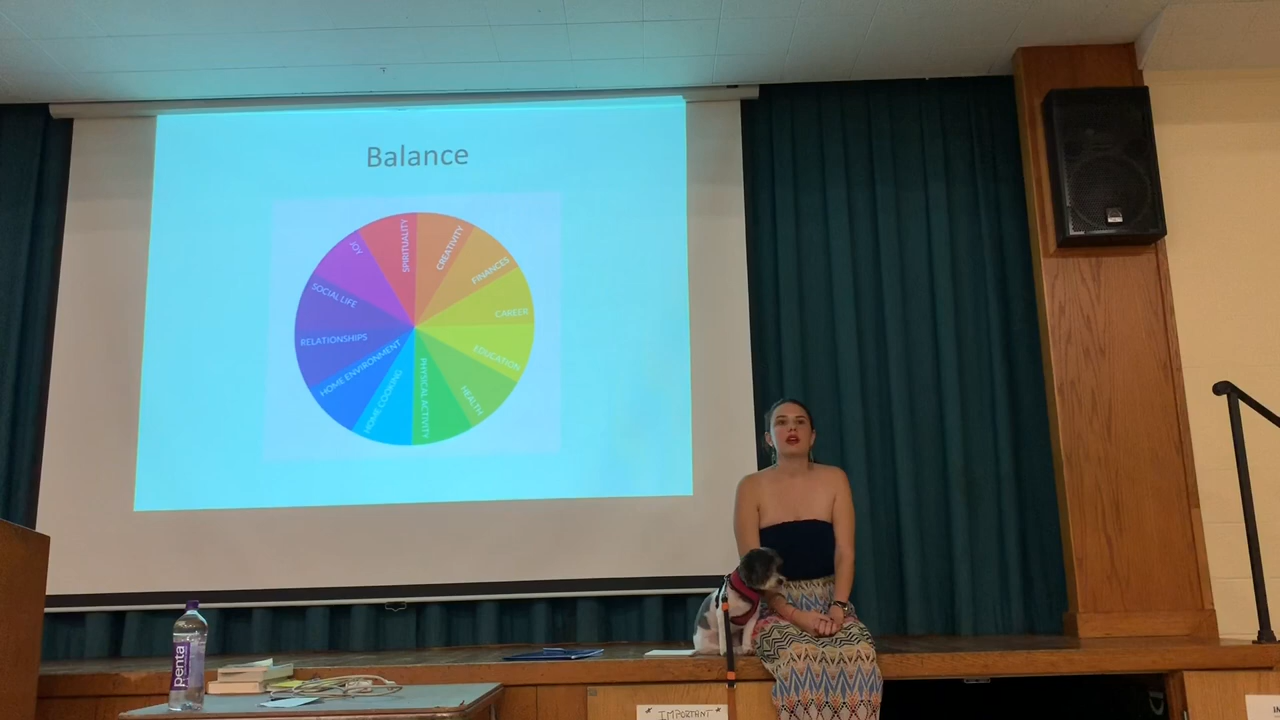 Balance
SPIRITUALITY
CREATIVITY
FINANCES
CAREER
EDUCATION
HEALTH
PHYSICAL ACTIVITY
HOME COOKING
HOME ENVIRONMENT
RELATIONSHIPS
SOCIAL LIFE
JOY
penta
"IMPORTANT"